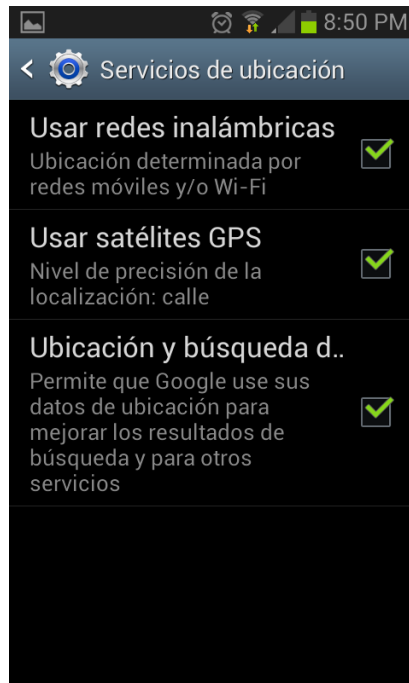 8:50 PM
Servicios de ubicación
Usar redes inalámbricas
Ubicación determinada por
redes móviles y/o Wi-Fi
Usar satélites GPS
Nivel de precisión de la
localización: calle
Ubicación y búsqueda d..
Permite que Google use sus
datos de ubicación para
mejorar los resultados de
búsqueda y para otros
servicios